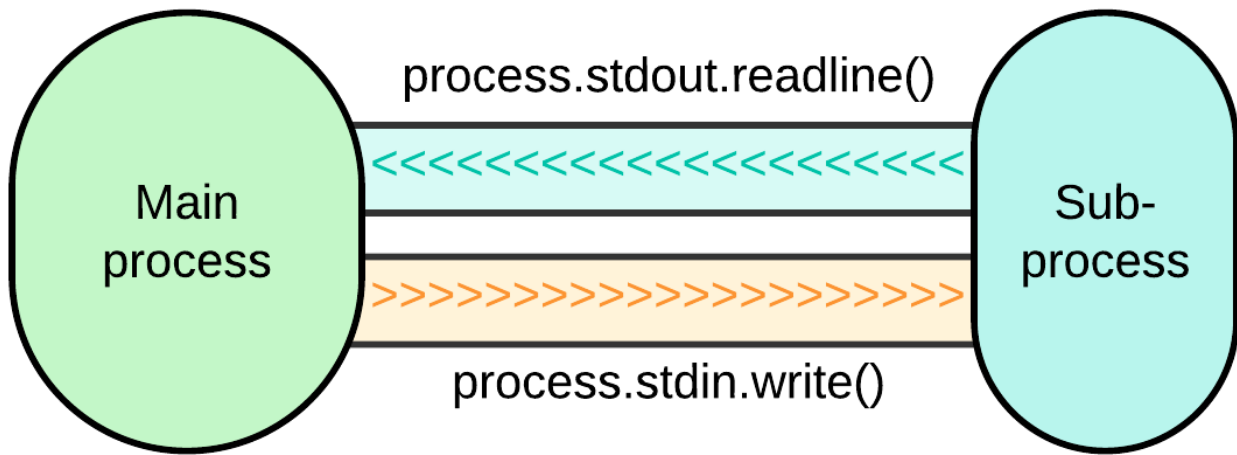 process.stdout.readline()
<<<<<<<<<<<<<<<<<<<<<
Main
process
Sub-
process
>>>>>>>>>>>>>>>>>>>>>
process.stdin.write()